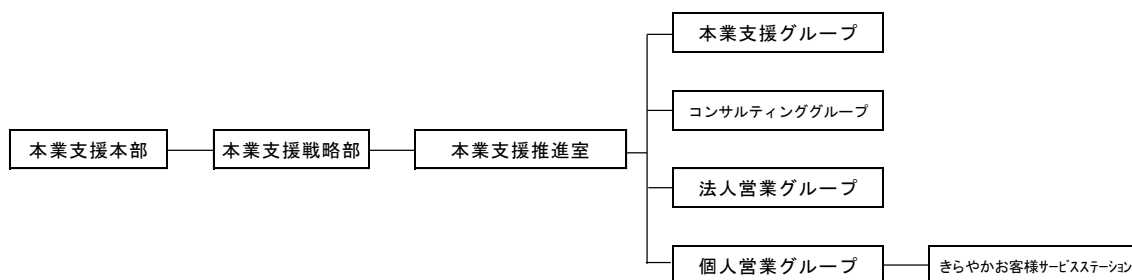 本業支援グループ
コンサルティンググループ
本業支援本部
本業支援戦略部
本業支援推進室
法人営業グループ
個人営業グループ
きらやかお客様サービスステーション